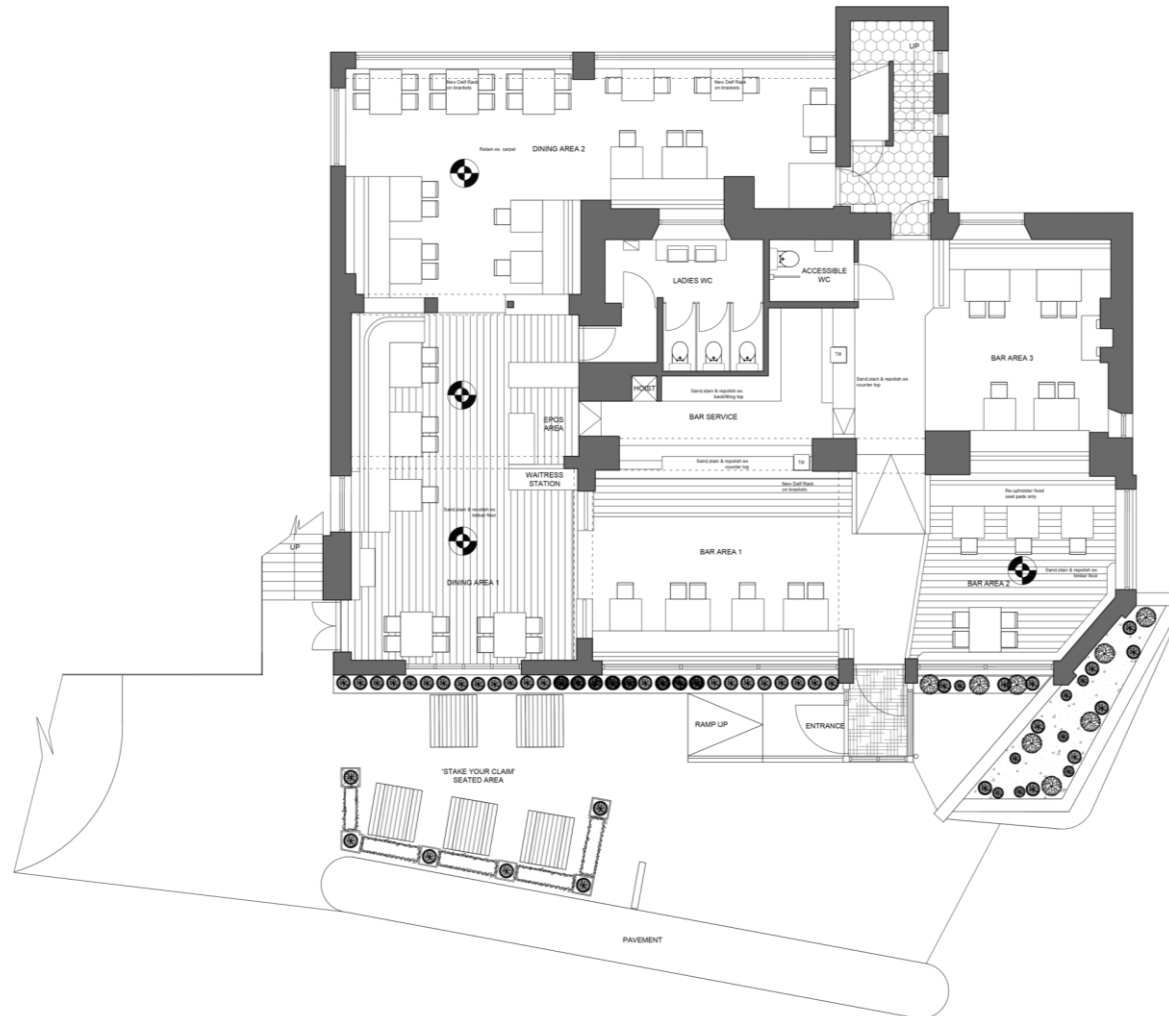 UP
New Delf Rack
on brackets
New Delf Rack
on brackets
Retain ex. carpet
DINING AREA 2
LADIES WC
ACCESSIBLE
WC
BAR AREA 3
Till
Sand,stain & repolish ex.
counter top
HOIST
Sand,stain & repolish ex.
backfitting top
BAR SERVICE
EPOS
AREA
Sand,stain & repolish ex.
counter top
Till
WAITRESS
STATION
New Delf Rack
on brackets
Re-upholster fixed
seat pads only
Sand,stain & repolish ex.
timber floor
UP
BAR AREA 1
DINING AREA 1
Sand,stain & repolish ex.
timber floor
BAR AREA 2
RAMP UP
ENTRANCE
'STAKE YOUR CLAIM'
SEATED AREA
PAVEMENT